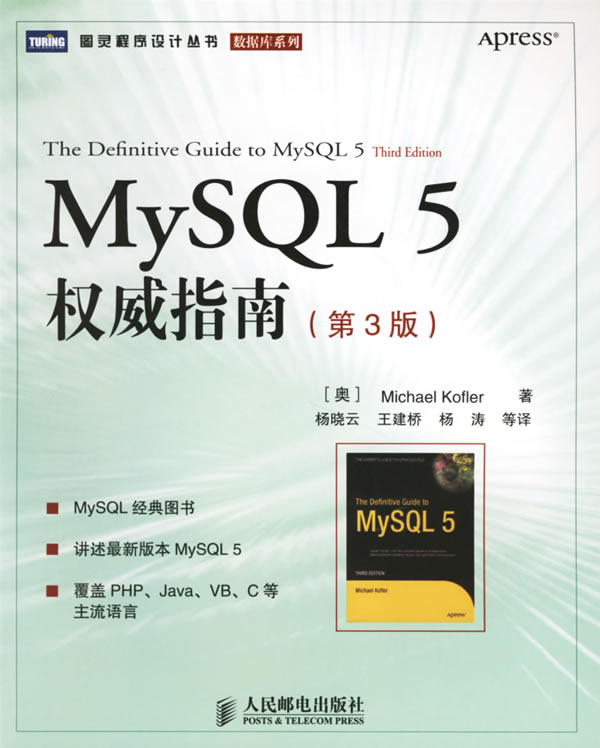 TURING 图灵程序设计丛书 数据库系列 Apress®
The Definitive Guide to MySQL 5 Third Edition
MySQL 5
权威指南(第3版)
[奥] Michael Kofler 著
杨晓云 王建桥 杨涛 等译
MySQL 经典图书
讲述最新版本 MySQL 5
覆盖 PHP、Java、VB、C 等
主流语言
The Definitive Guide to
MySQL 5
THIRD EDITION
Michael Kofler
Apress®
人民邮电出版社
POSTS & TELECOM PRESS